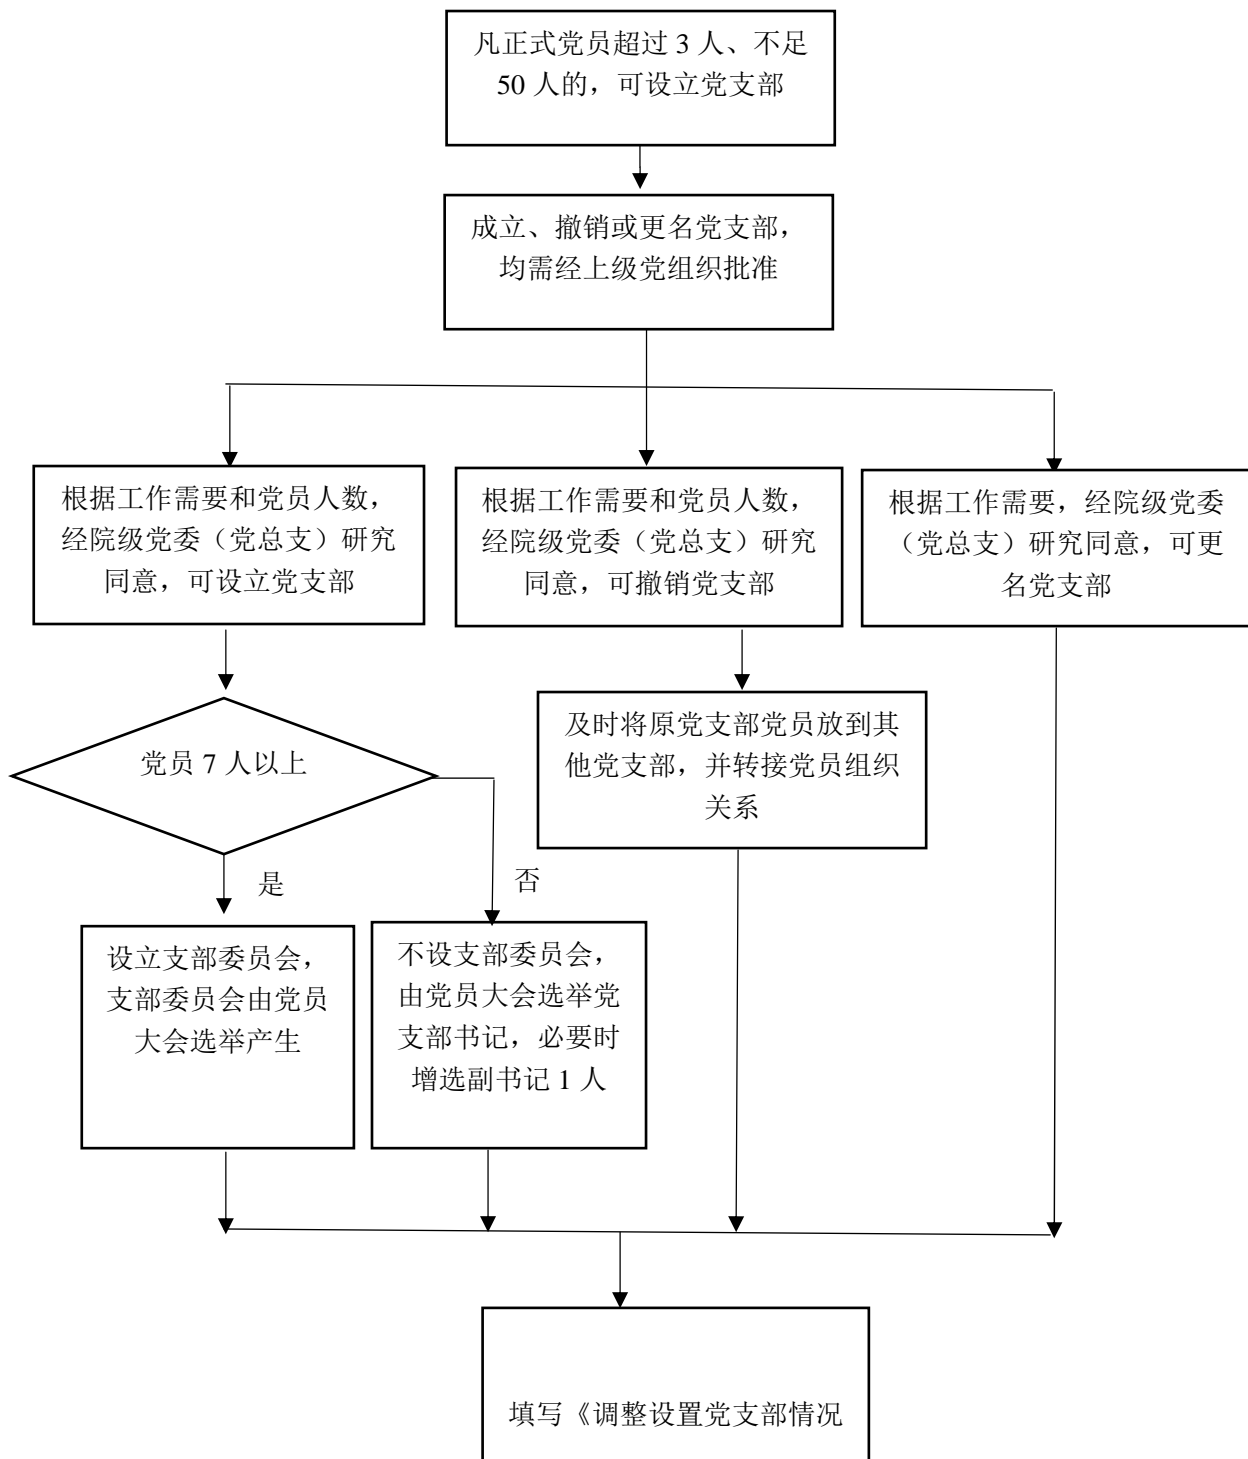 凡正式党员超过 3 人、不足
50 人的，可设立党支部
成立、撤销或更名党支部，
均需经上级党组织批准
根据工作需要和党员人数，
经院级党委（党总支）研究
同意，可设立党支部
根据工作需要和党员人数，
经院级党委（党总支）研究
同意，可撤销党支部
根据工作需要，经院级党委
（党总支）研究同意，可更
名党支部
党员 7 人以上
及时将原党支部党员放到其
他党支部，并转接党员组织
关系
是
否
设立支部委员会，
支部委员会由党员
大会选举产生
不设支部委员会，
由党员大会选举党
支部书记，必要时
增选副书记 1 人
填写《调整设置党支部情况